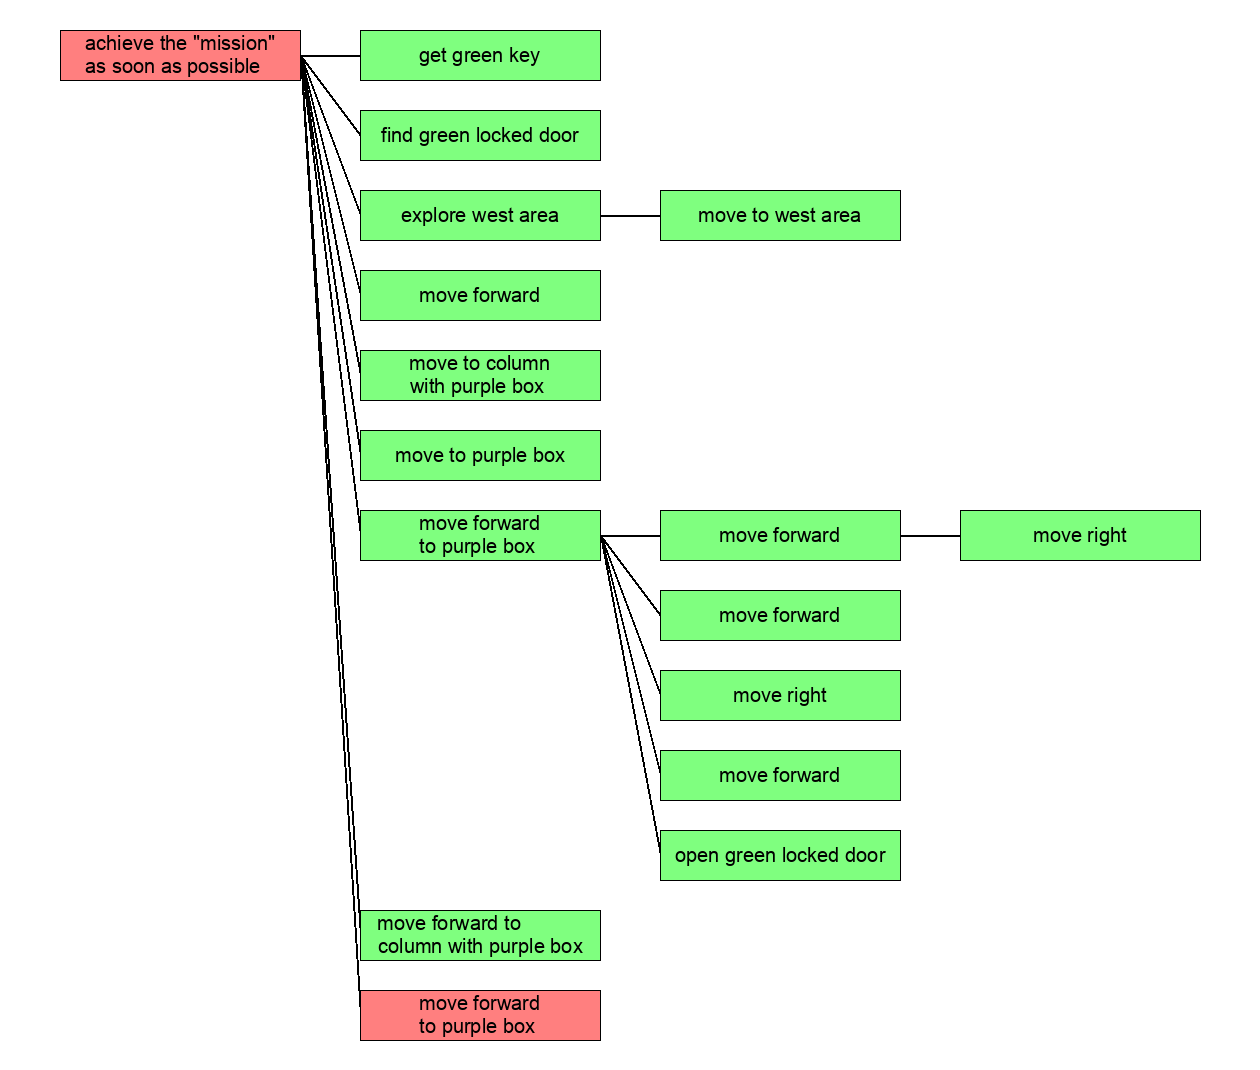 achieve the "mission"
as soon as possible
get green key
find green locked door
explore west area
move to west area
move forward
move to column
with purple box
move to purple box
move forward
to purple box
move forward
move right
move forward
move right
move forward
open green locked door
move forward to
column with purple box
move forward
to purple box